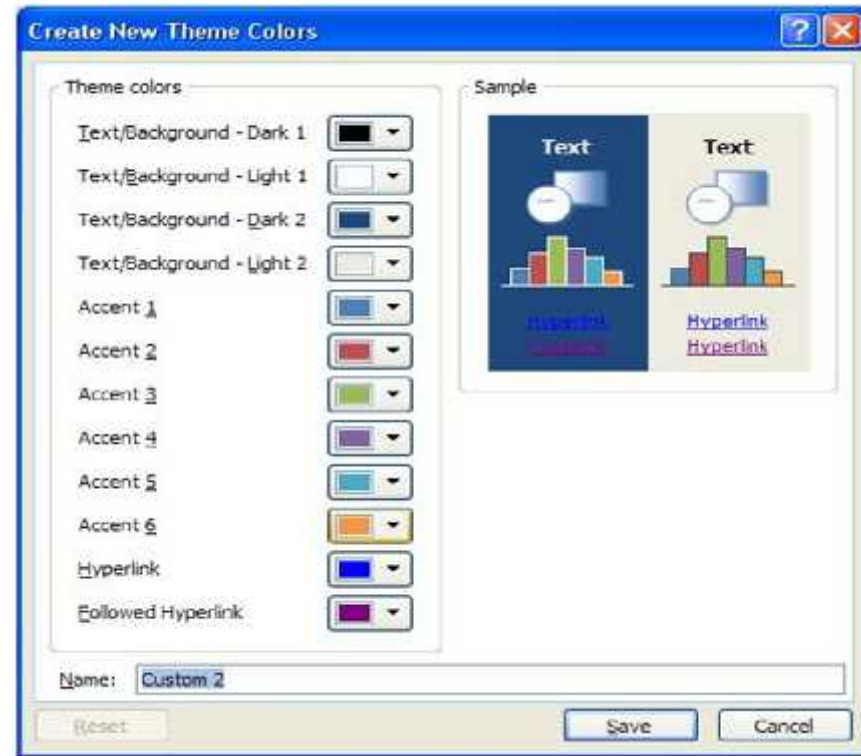 Create New Theme Colors
Theme colors
Text/Background - Dark 1
Text/Background - Light 1
Text/Background - Dark 2
Text/Background - Light 2
Accent 1
Accent 2
Accent 3
Accent 4
Accent 5
Accent 6
Hyperlink
Followed Hyperlink
Sample
Text Text
Hyperlink Hyperlink
Hyperlink
Name: Custom 2
Reset Save Cancel